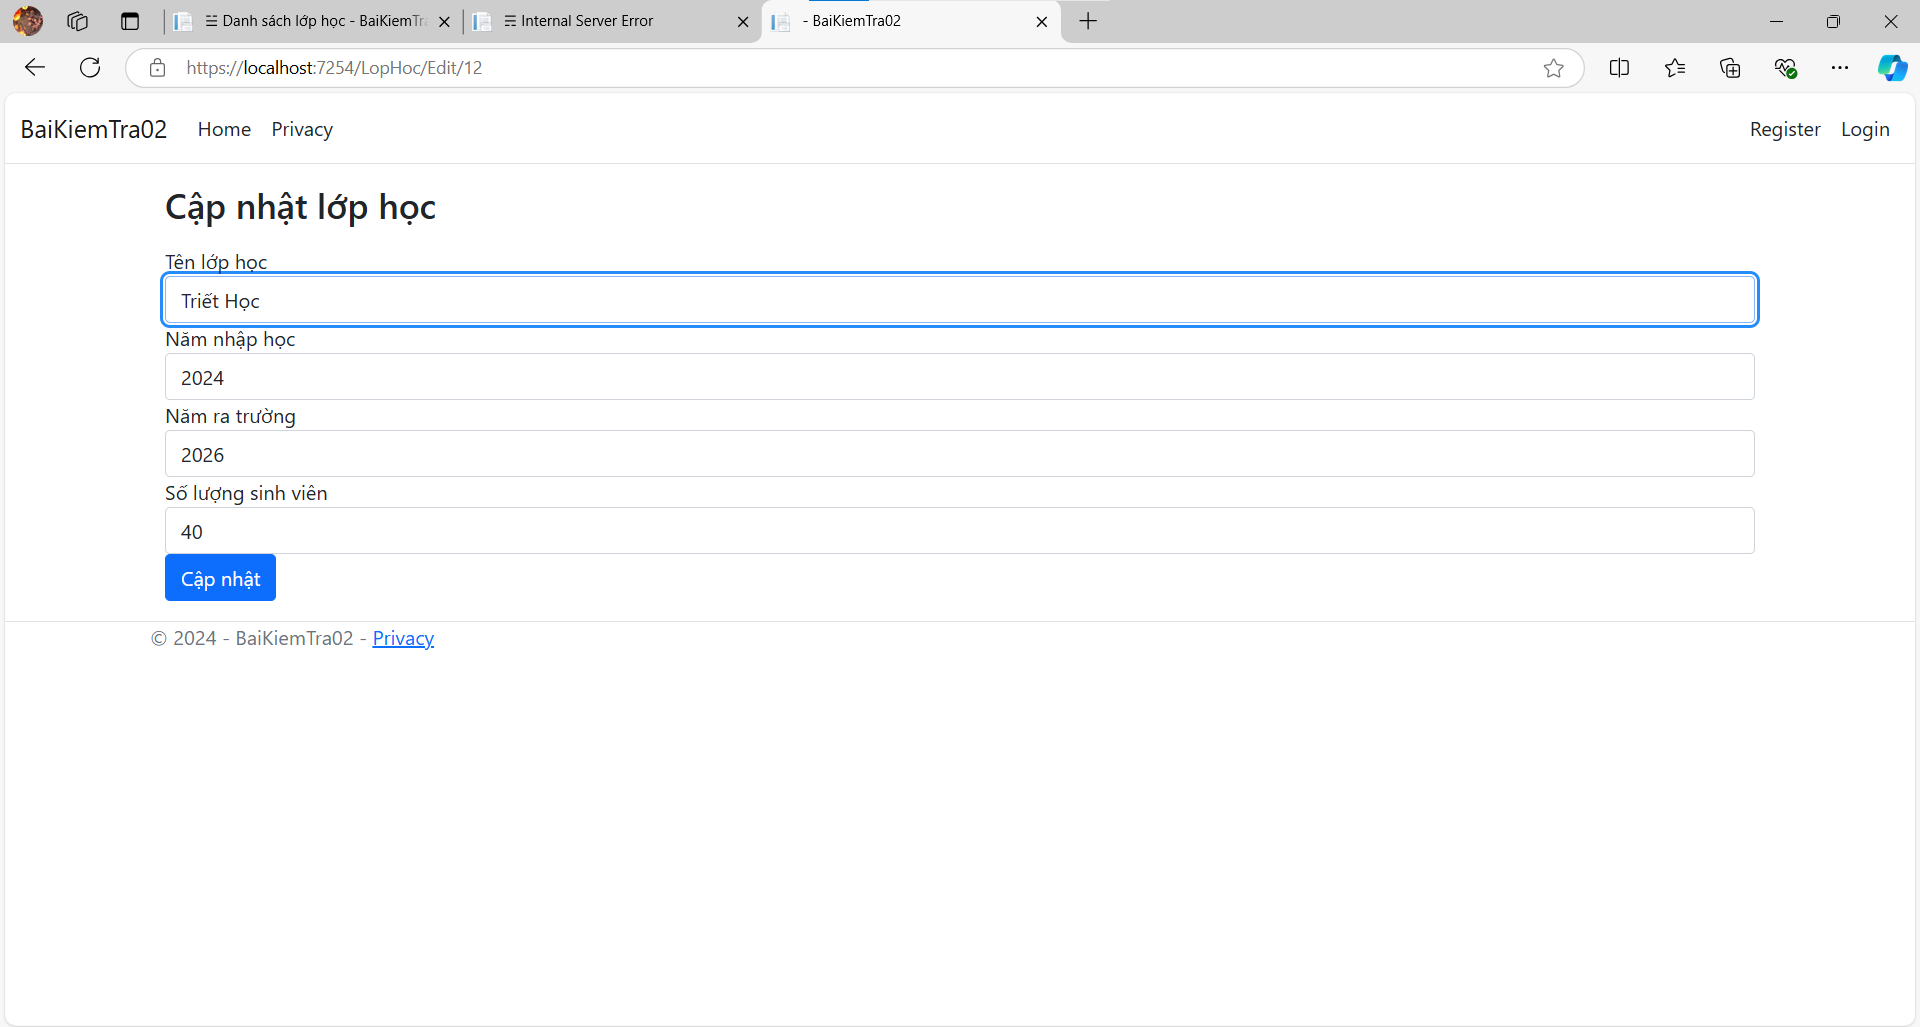 Danh sách lớp học - BaiKiemTra
Internal Server Error
- BaiKiemTra02
https://localhost:7254/LopHoc/Edit/12
BaiKiemTra02 Home Privacy Register Login
Cập nhật lớp học
Tên lớp học
Triết Học
Năm nhập học
2024
Năm ra trường
2026
Số lượng sinh viên
40
Cập nhật
© 2024 - BaiKiemTra02 - Privacy